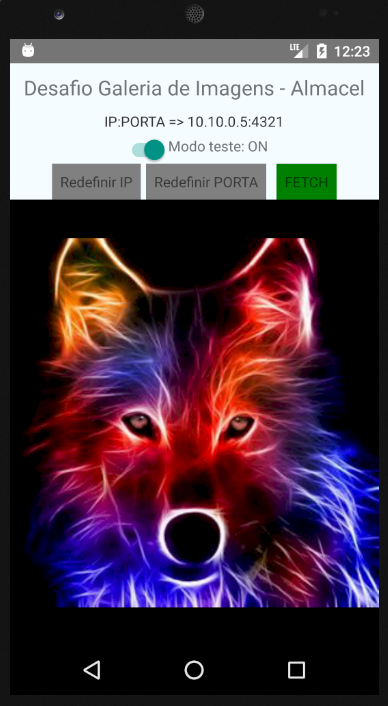 LTE 12:23
Desafio Galeria de Imagens - Almacel
IP:PORTA => 10.10.0.5:4321
Modo teste: ON
Redefinir IP Redefinir PORTA FETCH